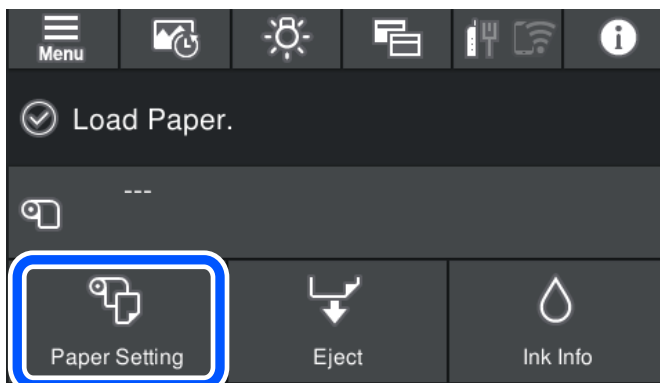 Menu
Load Paper.
---
Paper Setting
Eject
Ink Info